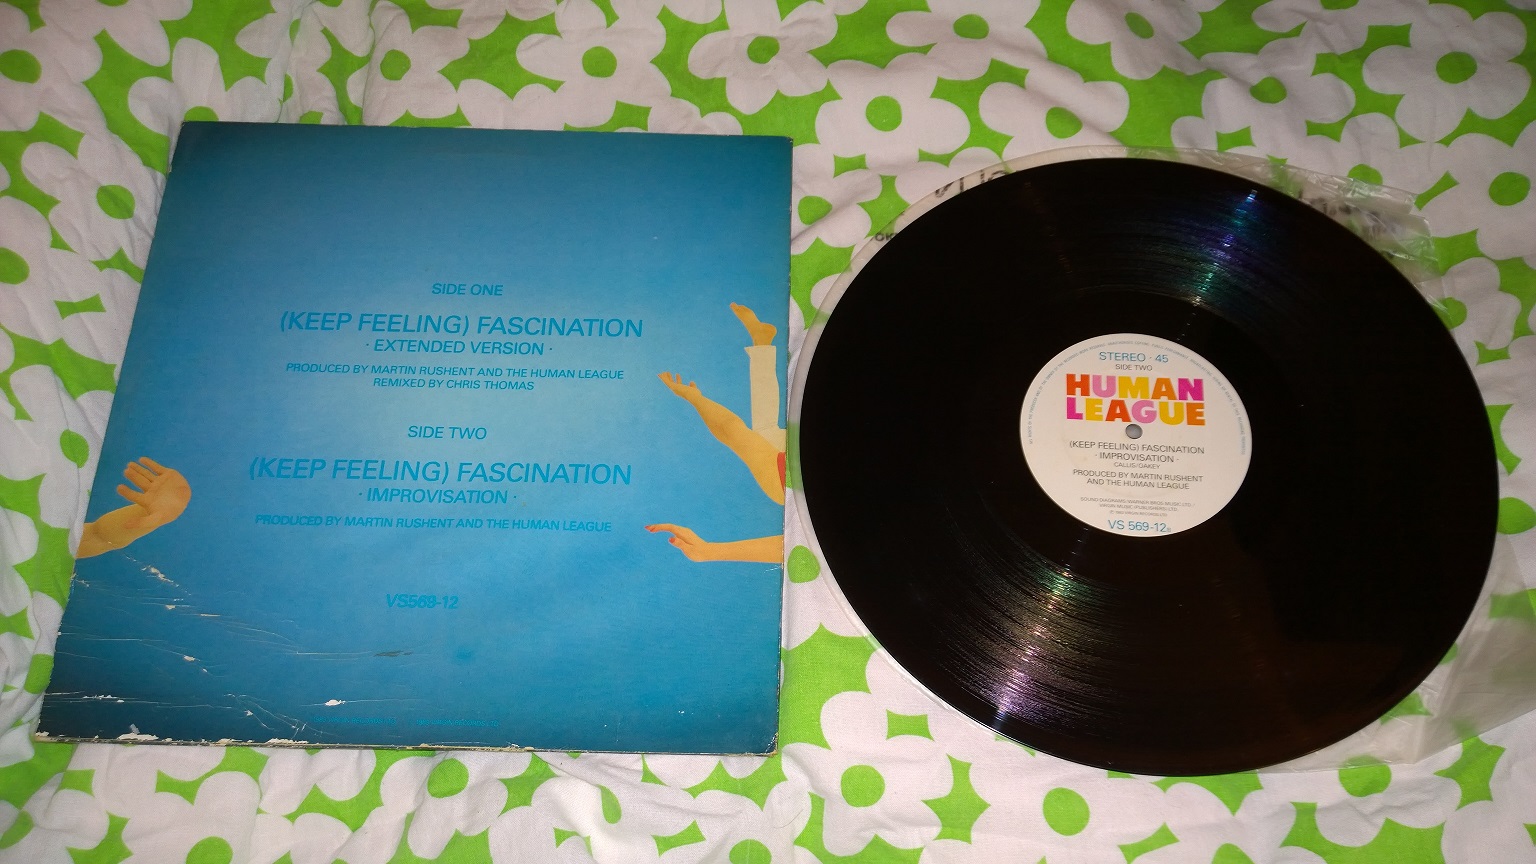 SIDE ONE
(KEEP FEELING) FASCINATION
· EXTENDED VERSION ·
PRODUCED BY MARTIN RUSHENT AND THE HUMAN LEAGUE
REMIXED BY CHRIS THOMAS
SIDE TWO
(KEEP FEELING) FASCINATION
· IMPROVISATION ·
PRODUCED BY MARTIN RUSHENT AND THE HUMAN LEAGUE
VS569-12
STEREO · 45
SIDE TWO
HUMAN
LEAGUE
(KEEP FEELING) FASCINATION
· IMPROVISATION ·
CALLIS/OAKEY
PRODUCED BY MARTIN RUSHENT
AND THE HUMAN LEAGUE
VS 569-12